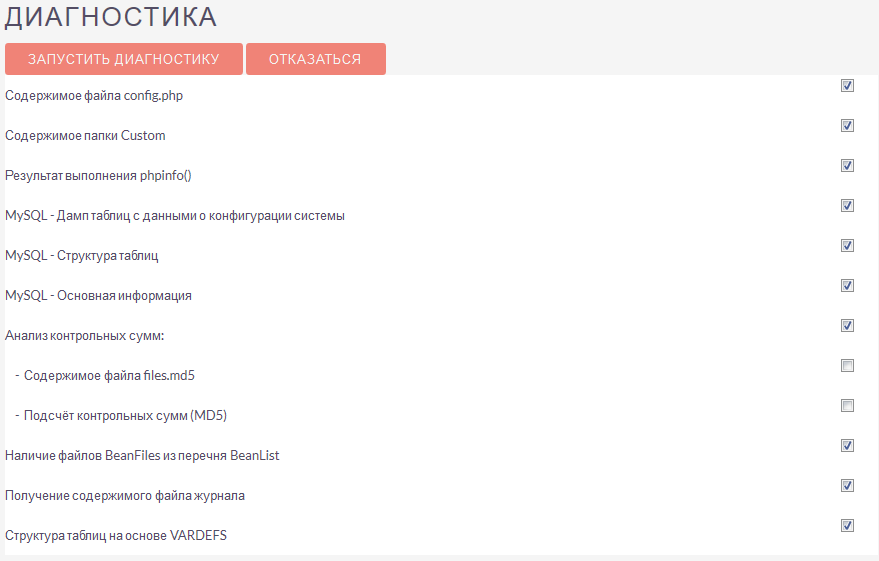 ДИАГНОСТИКА
ЗАПУСТИТЬ ДИАГНОСТИКУ ОТКАЗАТЬСЯ
Содержимое файла config.php
Содержимое папки Custom
Результат выполнения phpinfo()
MySQL - Дамп таблиц с данными о конфигурации системы
MySQL - Структура таблиц
MySQL - Основная информация
Анализ контрольных сумм:
- Содержимое файла files.md5
- Подсчёт контрольных сумм (MD5)
Наличие файлов BeanFiles из перечня BeanList
Получение содержимого файла журнала
Структура таблиц на основе VARDEFS